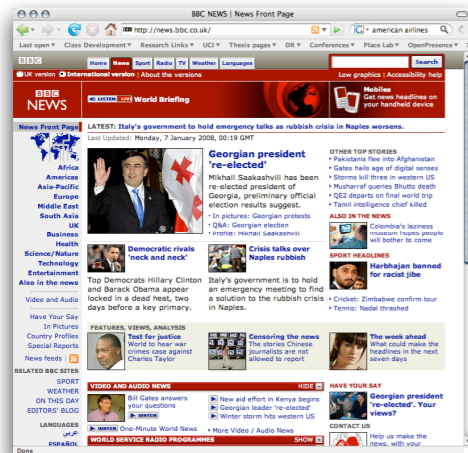 BBC NEWS | News Front Page
http://news.bbc.co.uk/
american airlines
Last open Class Development Research Links UCI Thesis pages DR Conferences Place Lab OpenPresence
BBC
Home News Sport Radio TV Weather Languages
Search
UK version International version | About the versions
Low graphics | Accessibility help
BBC
NEWS
LISTEN LIVE World Briefing
Mobiles
Get news headlines on
your handheld device
News Front Page
Africa
Americas
Asia-Pacific
Europe
Middle East
South Asia
UK
Business
Health
Science/Nature
Technology
Entertainment
Also in the news
Video and Audio
Have Your Say
In Pictures
Country Profiles
Special Reports
News feeds
RELATED BBC SITES
SPORT
WEATHER
ON THIS DAY
EDITORS' BLOG
LANGUAGES
عربي
ESPAÑOL
LATEST: Italy's government to hold emergency talks as rubbish crisis in Naples worsens.
Last Updated: Monday, 7 January 2008, 00:19 GMT
Georgian president
're-elected'
Mikhail Saakashvili has been
re-elected president of
Georgia, preliminary official
election results suggest.
In pictures: Georgian protests
Q&A: Georgian election
Profile: Mikhail Saakashvili
Democratic rivals
'neck and neck'
Top Democrats Hillary Clinton
and Barack Obama appear
locked in a dead heat, two
days before a key primary.
Crisis talks over
Naples rubbish
Italy's government is to hold
an emergency meeting to find
a solution to the rubbish crisis
in Naples.
OTHER TOP STORIES
Pakistanis flee into Afghanistan
Gates hails age of digital senses
Storms kill three in western US
Musharraf queries Bhutto death
QE2 departs on final world trip
Tamil intelligence chief killed
ALSO IN THE NEWS
Colombia's laziness
museum hopes people
will bother to come
SPORT HEADLINES
Harbhajan banned
for racist jibe
Cricket: Zimbabwe confirm tour
Tennis: Nadal thrashed
FEATURES, VIEWS, ANALYSIS
Test for justice
World to hear war
crimes case against
Charles Taylor
Censoring the news
The stories Chinese
journalists are not
allowed to report
The week ahead
What could make the
headlines in the next
seven days
VIDEO AND AUDIO NEWS
HIDE
Bill Gates answers
your questions
WATCH
WATCH One-Minute World News
New aid effort in Kenya begins
Georgian leader 're-elected'
Winter storm hits western US
More Video / Audio News
WORLD SERVICE RADIO PROGRAMMES
SHOW
HAVE YOUR SAY
Georgian president
're-elected'. Your
views?
CONTACT US
Help us make the
news, with your
Done